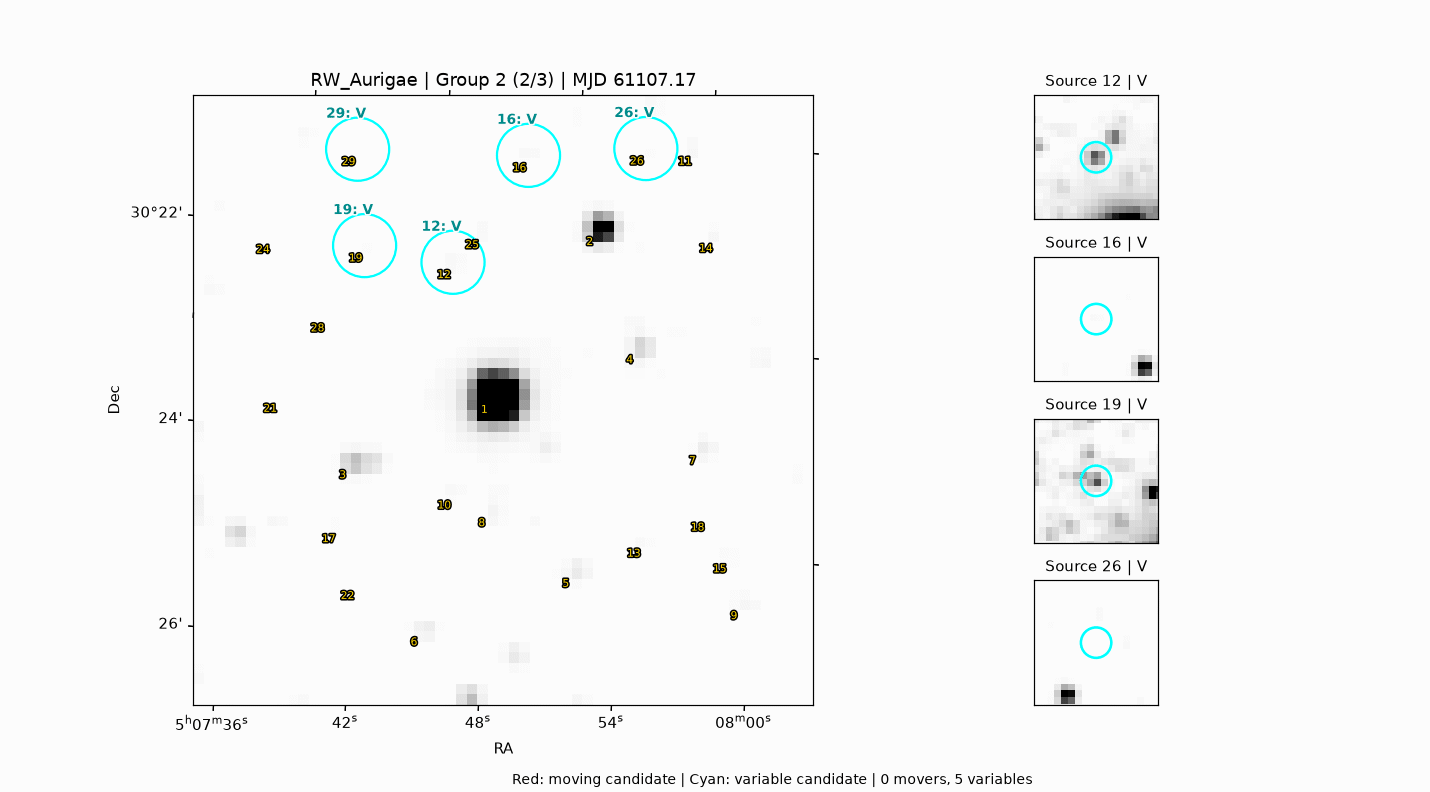 RW_Aurigae | Group 2 (2/3) | MJD 61107.17
Source 12 | V
29: V
16: V
26: V
29
16
26
11
30°22'
19: V
12: V
2
24
19
25
12
14
Source 16 | V
28
4
Dec
24'
21
1
Source 19 | V
3
7
10
8
18
17
13
15
5
Source 26 | V
22
9
26'
6
5h07m36s
42s
48s
54s
08m00s
RA
Red: moving candidate | Cyan: variable candidate | 0 movers, 5 variables